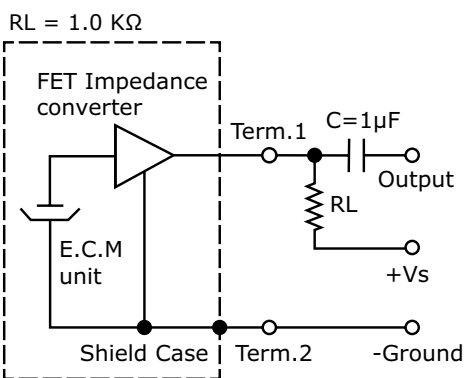 RL = 1.0 KΩ
FET Impedance
converter
Term.1
C=1µF
Output
RL
E.C.M
unit
+Vs
Shield Case
Term.2
-Ground